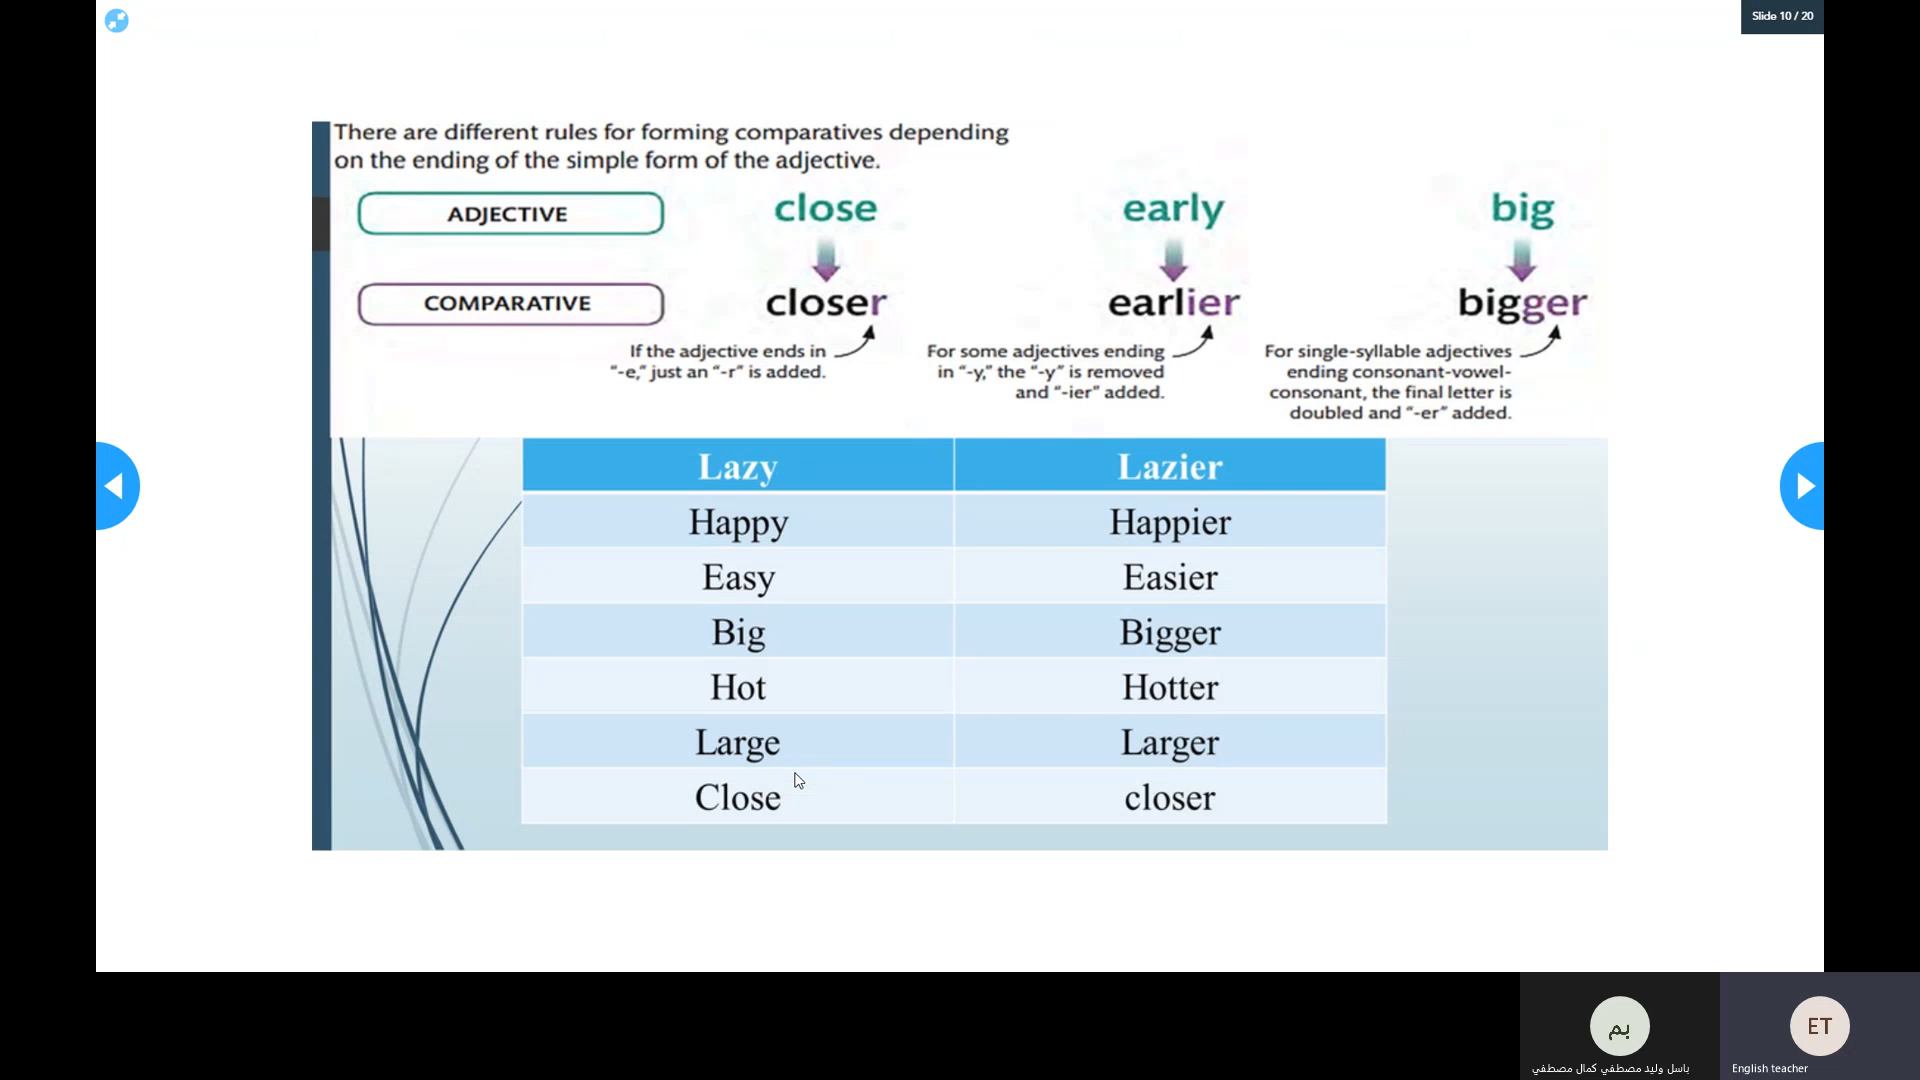 Slide 10 / 20
There are different rules for forming comparatives depending
on the ending of the simple form of the adjective.
ADJECTIVE
close
early
big
COMPARATIVE
closer
earlier
bigger
If the adjective ends in
“-e,” just an “-r” is added.
For some adjectives ending
in “-y,” the “-y” is removed
and “-ier” added.
For single-syllable adjectives
ending consonant-vowel-
consonant, the final letter is
doubled and “-er” added.
Lazy Lazier
Happy Happier
Easy Easier
Big Bigger
Hot Hotter
Large Larger
Close closer
بم
ET
باسل وليد مصطفي كمال مصطفي
English teacher